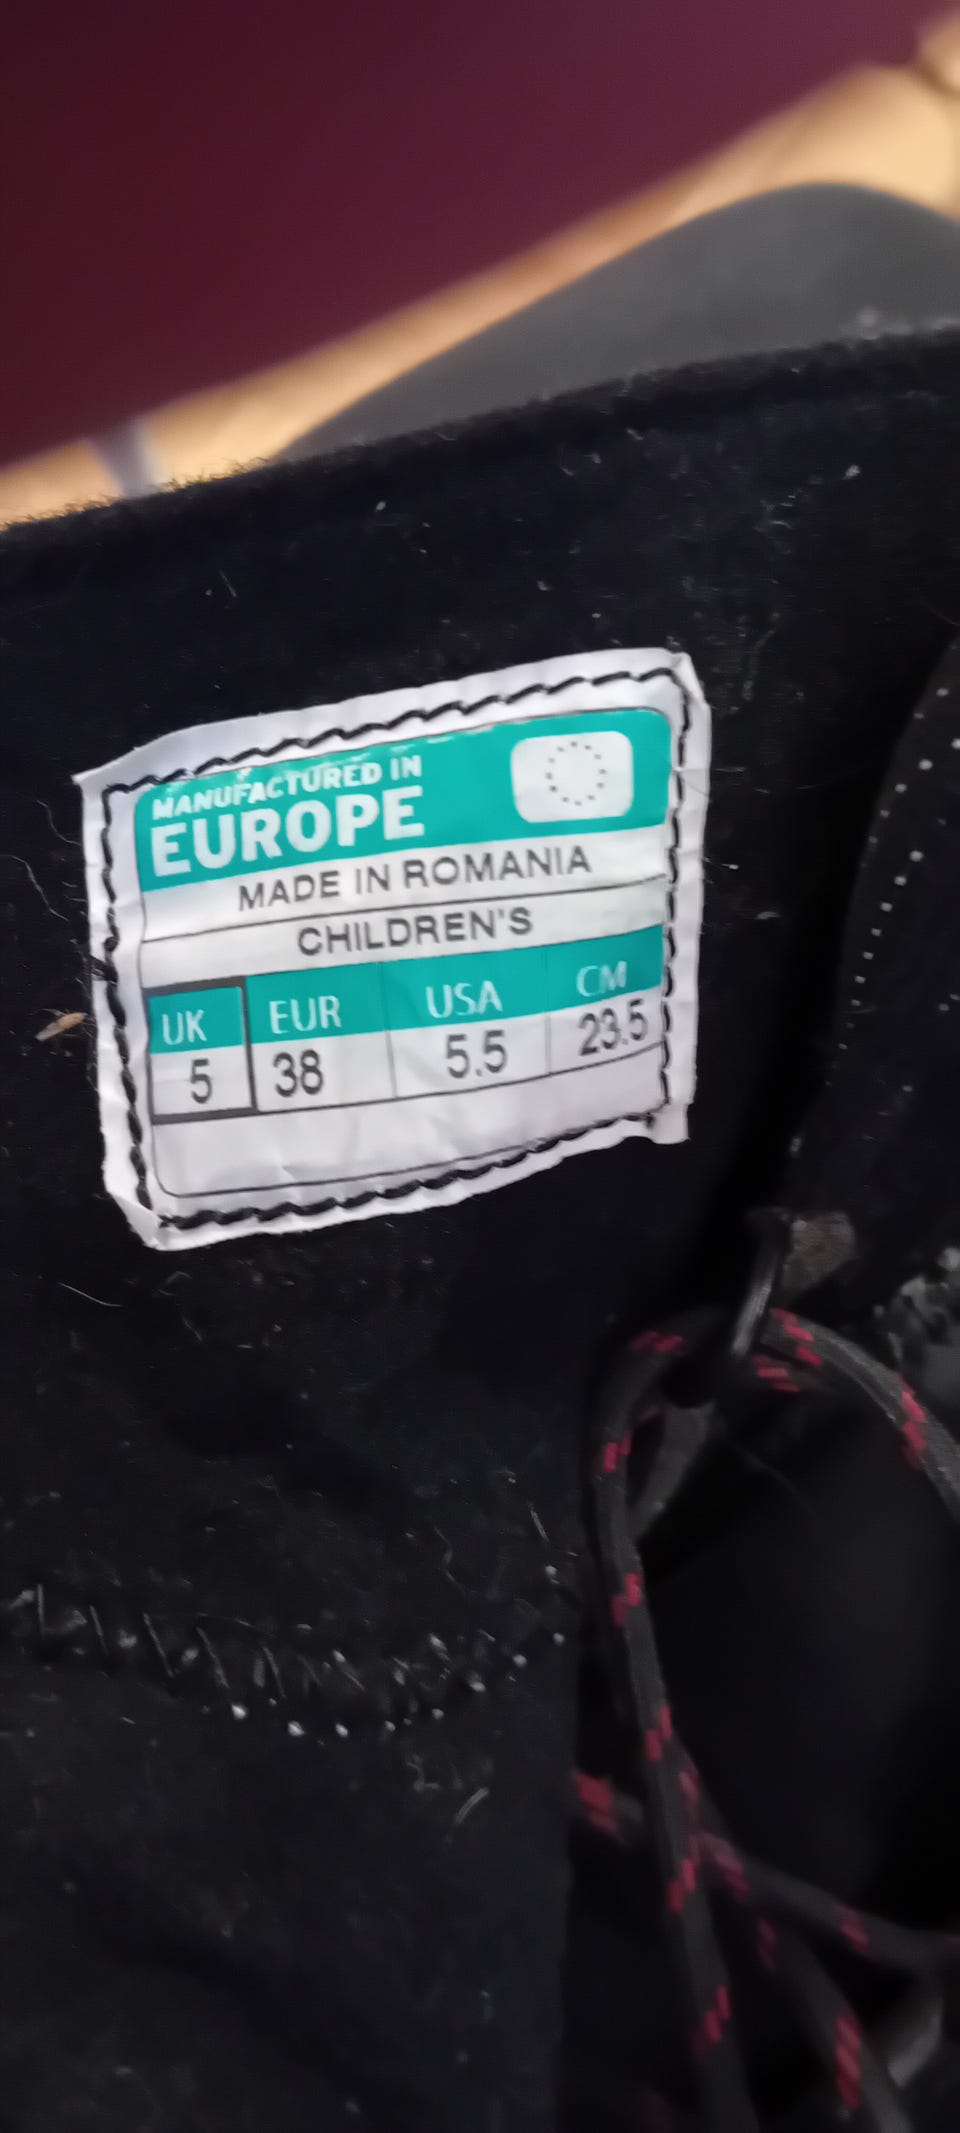 MANUFACTURED IN
EUROPE
MADE IN ROMANIA
CHILDREN'S
UK EUR USA CM
5 38 5.5 23.5